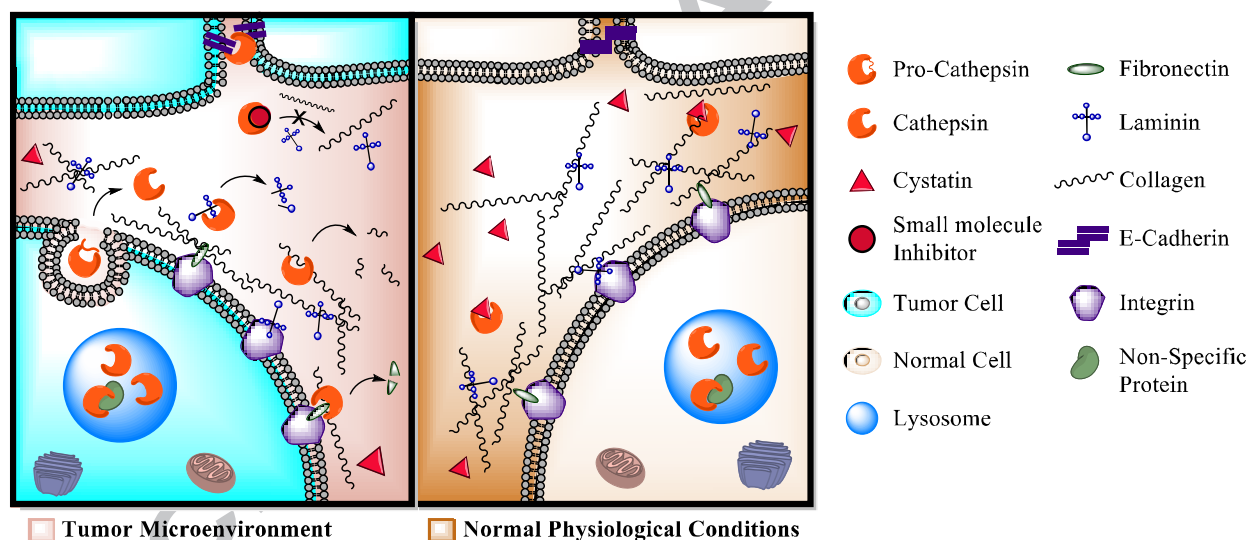 Pro-Cathepsin
Cathepsin
Cystatin
Small molecule
Inhibitor
Tumor Cell
Normal Cell
Lysosome
Fibronectin
Laminin
Collagen
E-Cadherin
Integrin
Non-Specific
Protein
X
Tumor Microenvironment
Normal Physiological Conditions